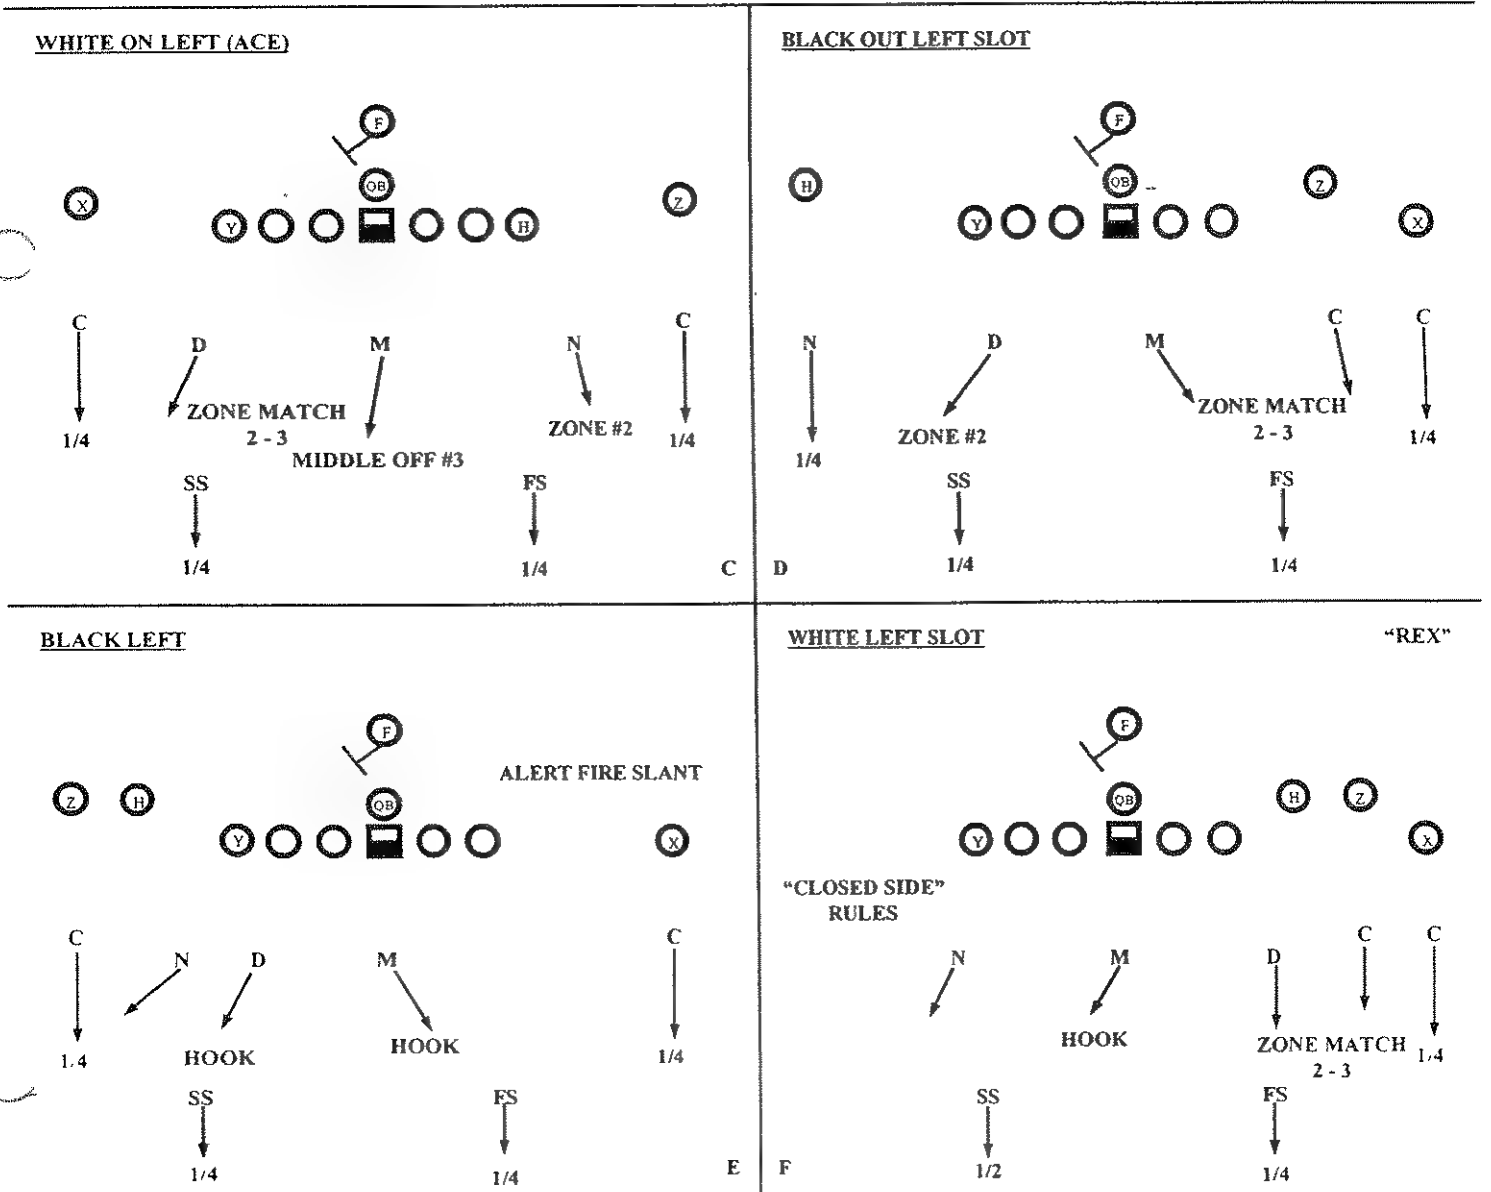 WHITE ON LEFT (ACE)
F
QB
X
Z
Y
H
C
C
D
M
N
ZONE MATCH
2 - 3
ZONE #2
1/4
1/4
MIDDLE OFF #3
SS
FS
1/4
1/4
C
BLACK OUT LEFT SLOT
F
H
QB
Z
Y
X
C
C
N
D
M
ZONE MATCH
2 - 3
ZONE #2
1/4
1/4
SS
FS
1/4
1/4
D
BLACK LEFT
F
ALERT FIRE SLANT
Z
H
QB
Y
X
C
C
N
D
M
1/4
HOOK
HOOK
1/4
SS
FS
1/4
1/4
E
WHITE LEFT SLOT
“REX”
F
QB
H
Z
Y
X
“CLOSED SIDE”
RULES
C
C
N
M
D
HOOK
ZONE MATCH
2 - 3
1/4
SS
FS
1/2
1/4
F